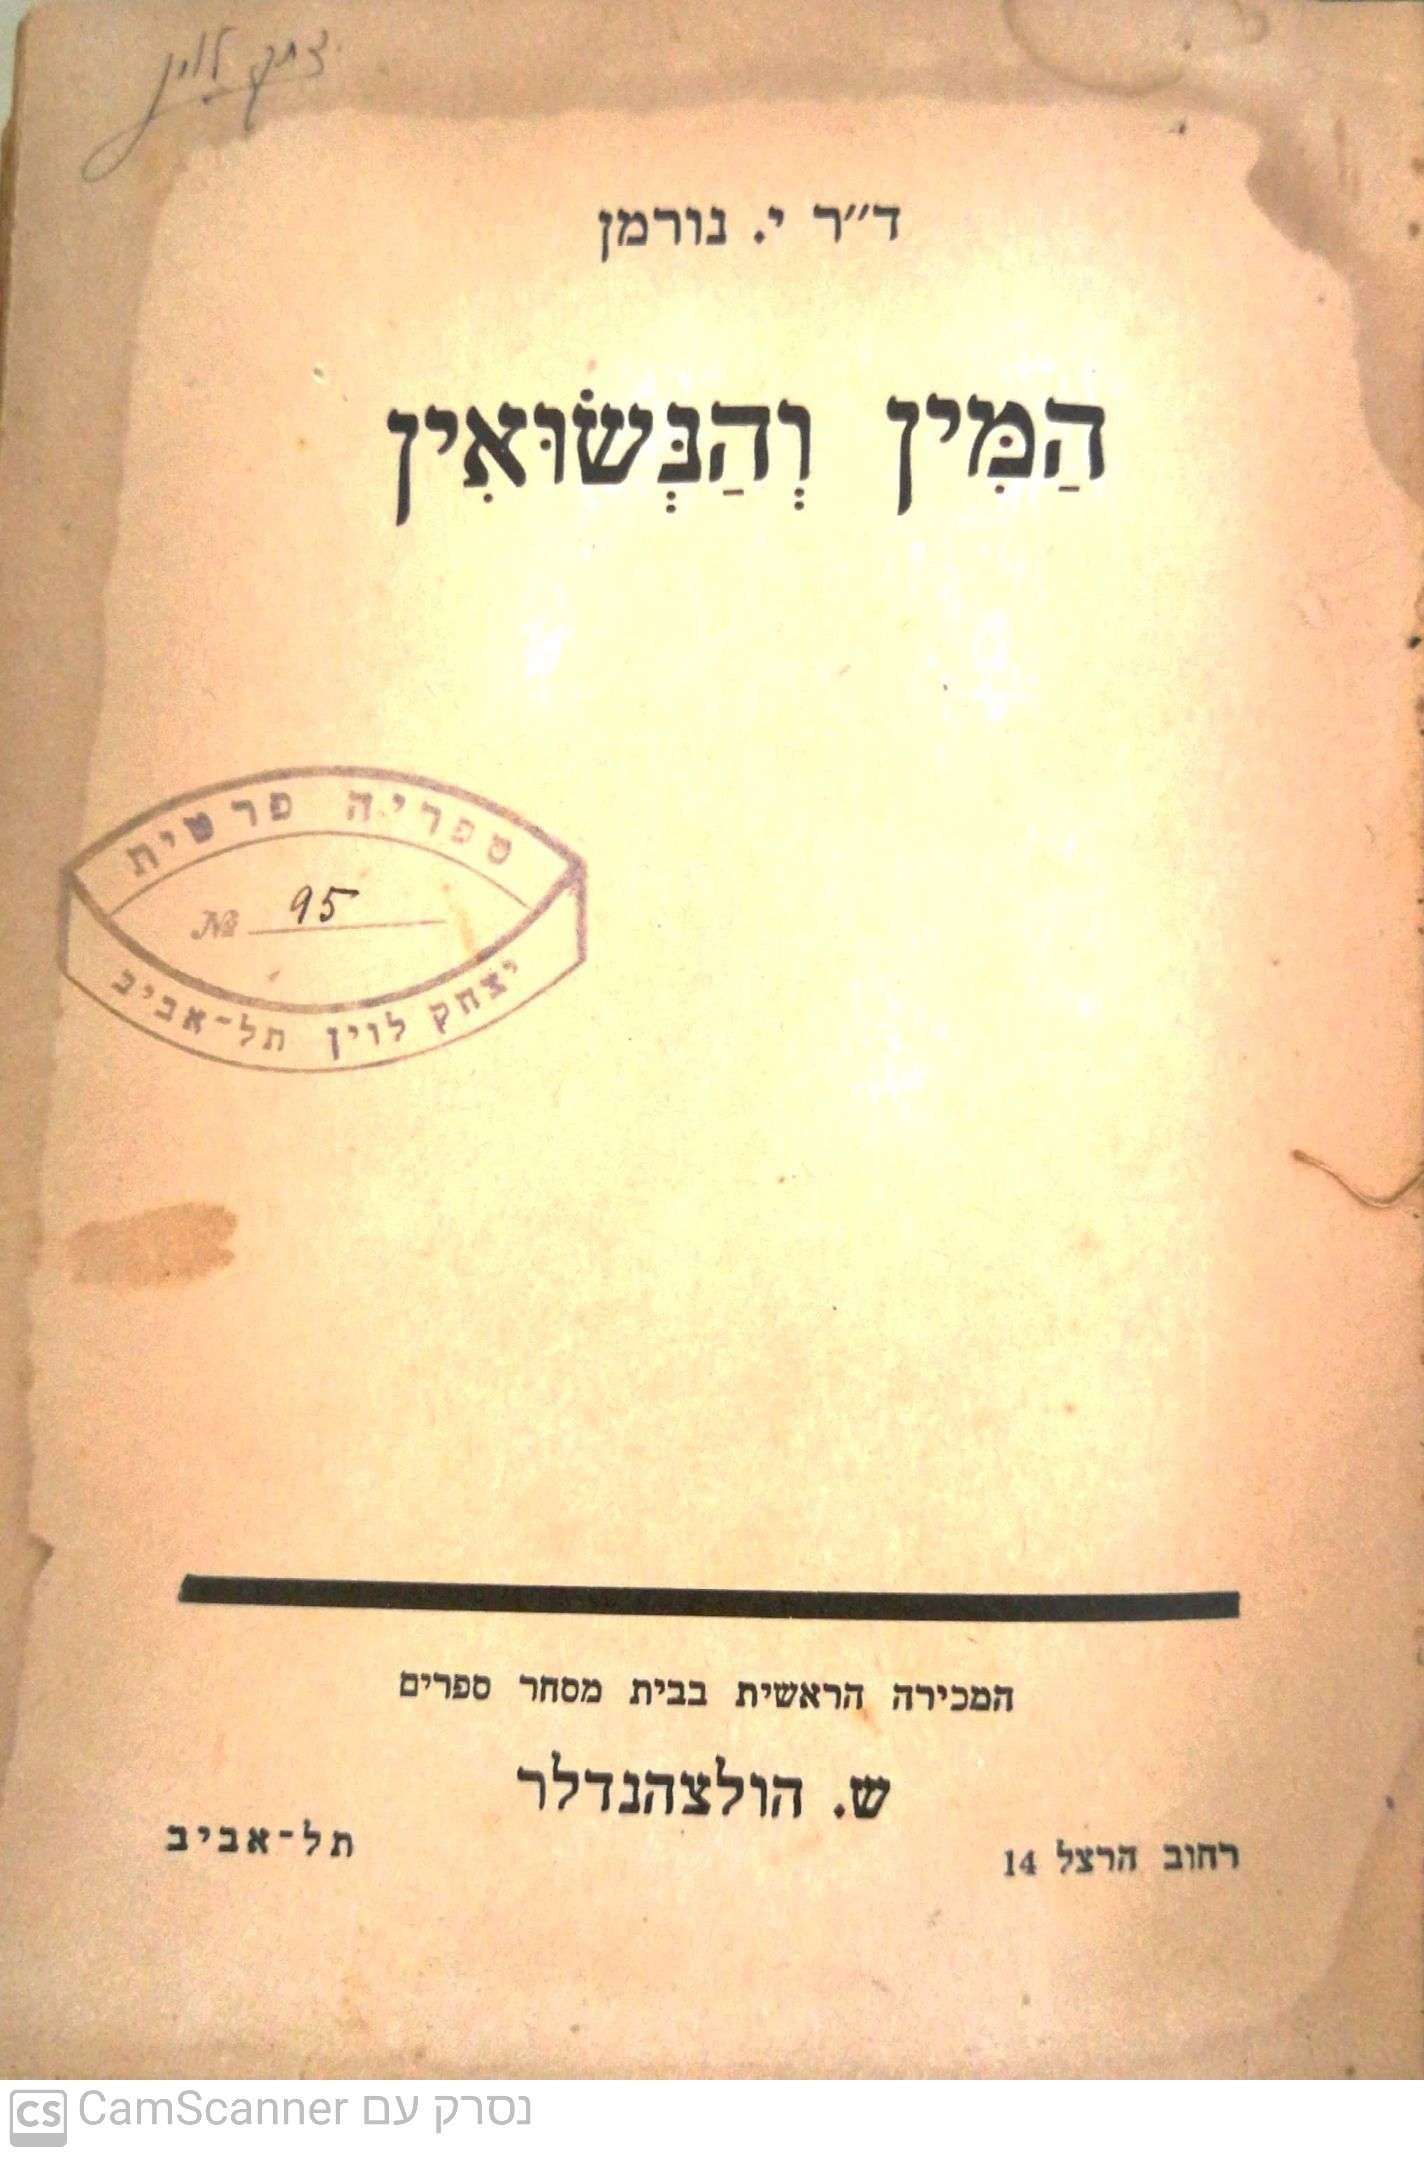 יצחק לוין
ד״ר י. נורמן
הַמִּין וְהַנְּשׂוּאִין
ספריה פרטית
№ 95
יצחק לוין תל-אביב
המכירה הראשית בבית מסחר ספרים
ש. הולצהנדלר
רחוב הרצל 14 תל-אביב
CS CamScanner נסרק עם